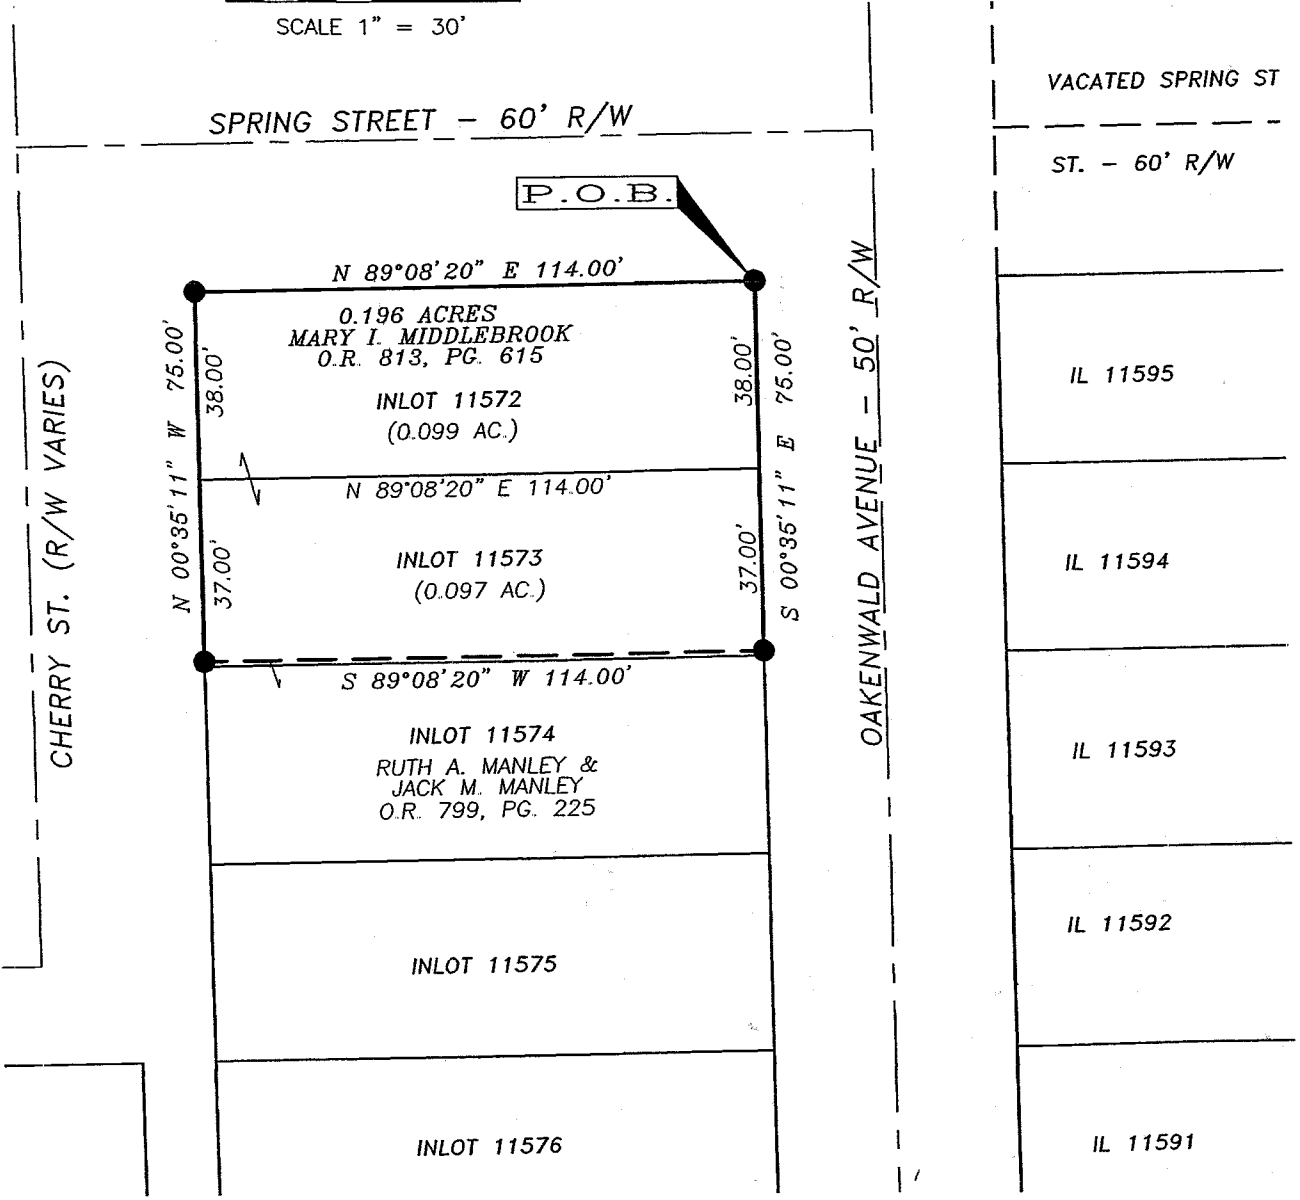 SCALE 1" = 30'
SPRING STREET - 60' R/W
VACATED SPRING ST
ST. - 60' R/W
P.O.B.
N 89°08'20" E 114.00'
0.196 ACRES
MARY I. MIDDLEBROOK
O.R. 813, PG. 615
INLOT 11572
(0.099 AC.)
N 00°35'11" W 75.00'
38.00'
38.00'
S 00°35'11" E 75.00'
N 89°08'20" E 114.00'
INLOT 11573
(0.097 AC.)
37.00'
37.00'
S 89°08'20" W 114.00'
INLOT 11574
RUTH A. MANLEY &
JACK M. MANLEY
O.R. 799, PG. 225
INLOT 11575
INLOT 11576
CHERRY ST. (R/W VARIES)
OAKENWALD AVENUE - 50' R/W
IL 11595
IL 11594
IL 11593
IL 11592
IL 11591